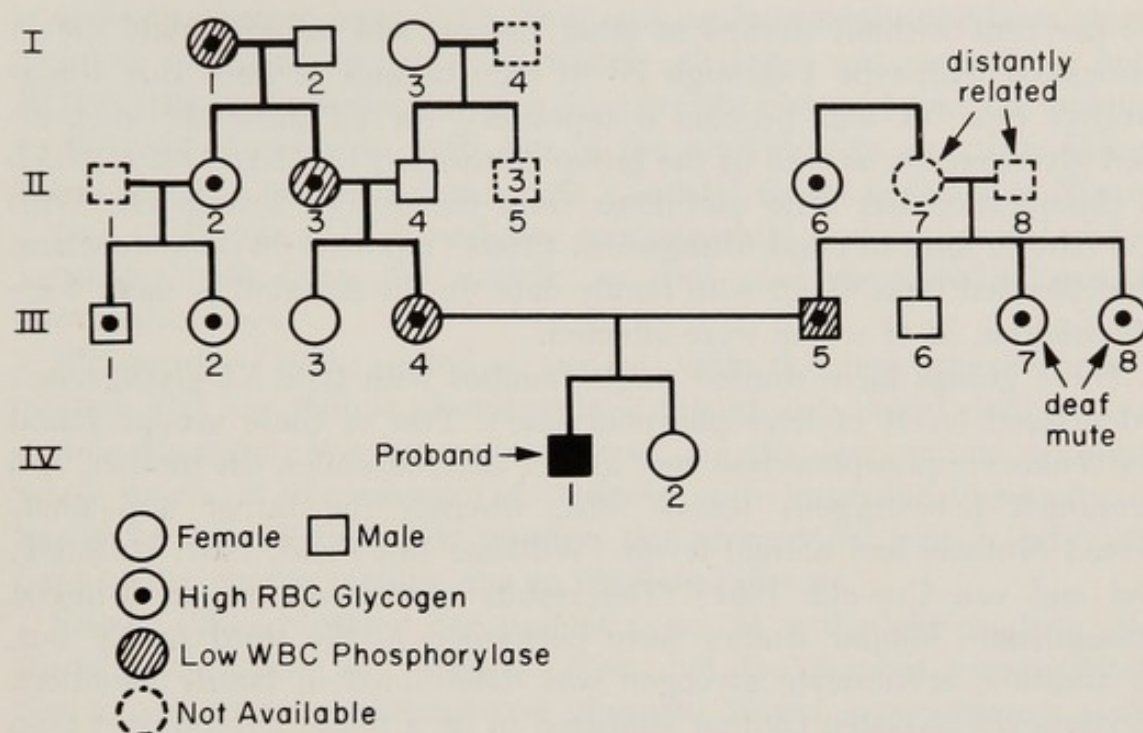 I
1 2 3 4
distantly
related
II
1 2 3 4 3 5 6 7 8
III
1 2 3 4 5 6 7 8
deaf
mute
IV
Proband
1 2
Female Male
High RBC Glycogen
Low WBC Phosphorylase
Not Available